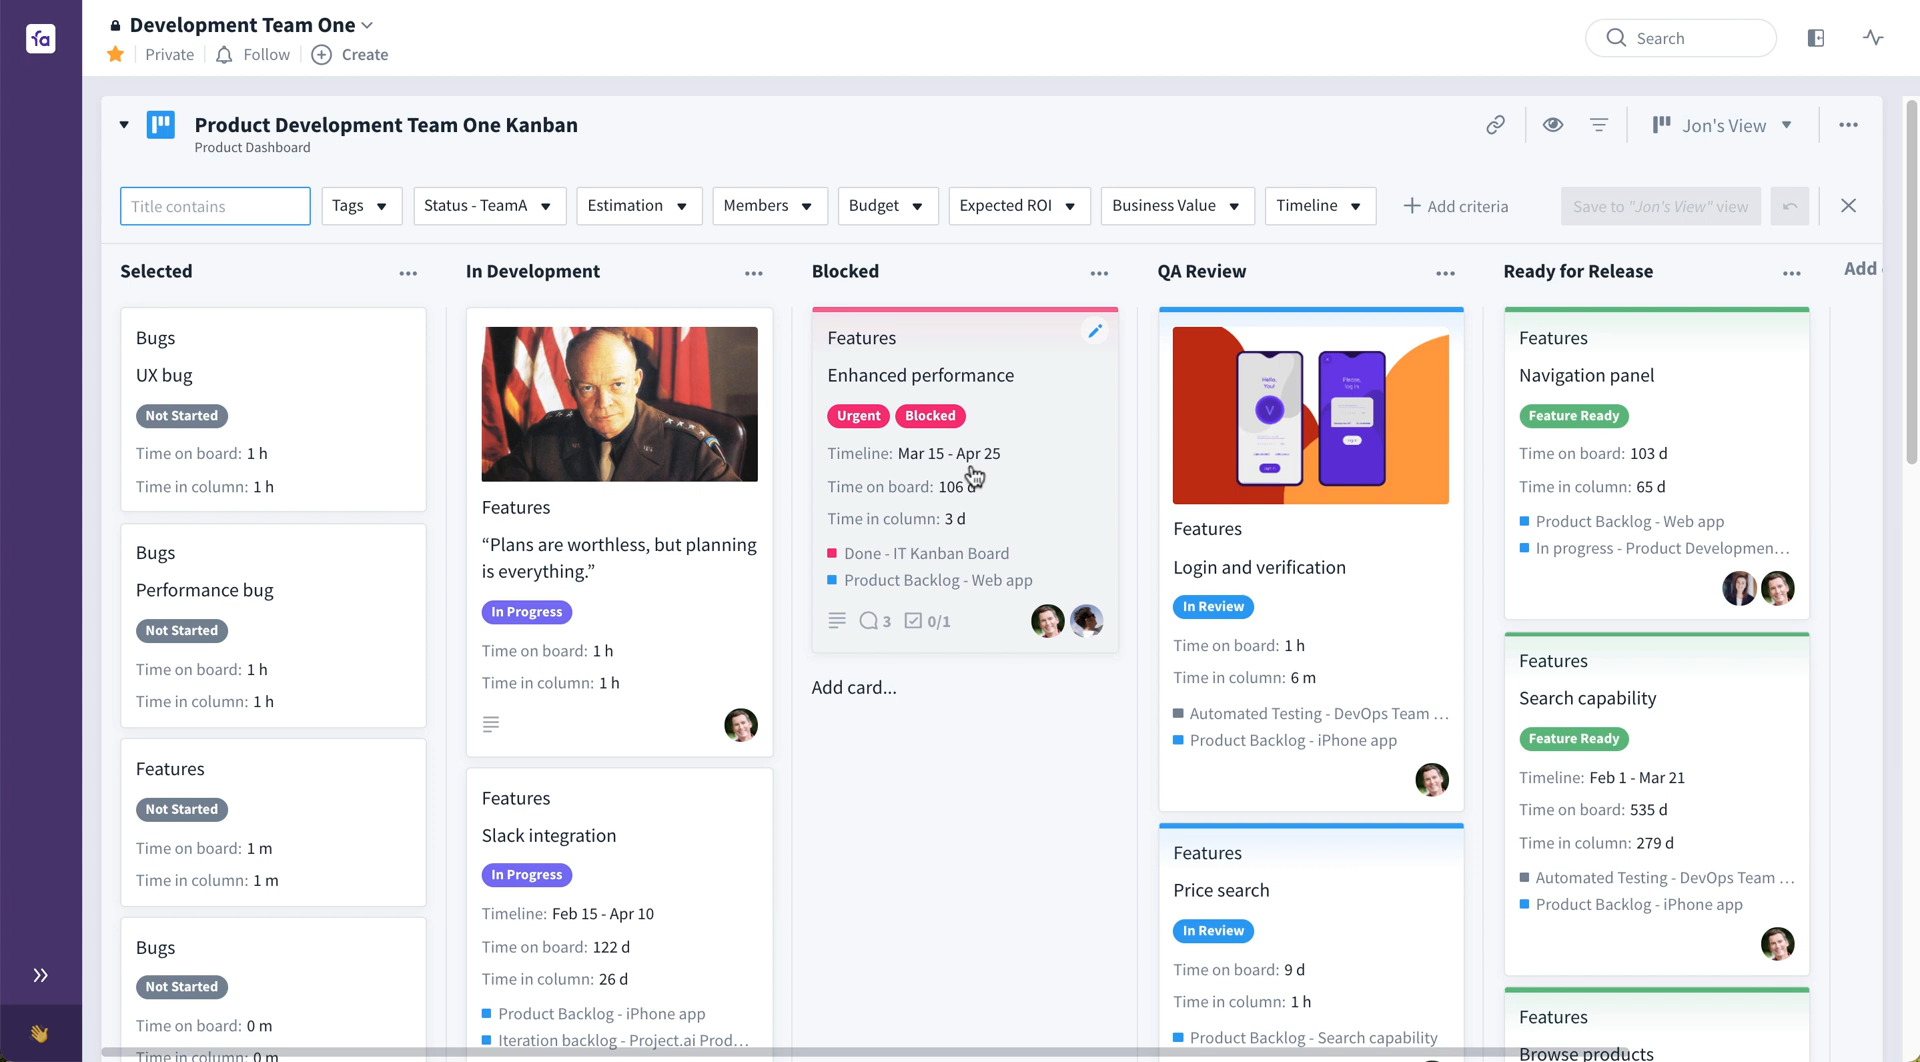 fa
Development Team One
Private
Follow
Create
Search
Product Development Team One Kanban
Product Dashboard
Jon's View
Title contains
Tags
Status - TeamA
Estimation
Members
Budget
Expected ROI
Business Value
Timeline
Add criteria
Save to "Jon's View" view
Selected
Bugs
UX bug
Not Started
Time on board: 1 h
Time in column: 1 h
Bugs
Performance bug
Not Started
Time on board: 1 h
Time in column: 1 h
Features
Not Started
Time on board: 1 m
Time in column: 1 m
Bugs
Not Started
Time on board: 0 m
Time in column: 0 m
In Development
Features
“Plans are worthless, but planning
is everything.”
In Progress
Time on board: 1 h
Time in column: 1 h
Features
Slack integration
In Progress
Timeline: Feb 15 - Apr 10
Time on board: 122 d
Time in column: 26 d
Product Backlog - iPhone app
Iteration backlog - Project.ai Prod...
Blocked
Features
Enhanced performance
Urgent Blocked
Timeline: Mar 15 - Apr 25
Time on board: 106 d
Time in column: 3 d
Done - IT Kanban Board
Product Backlog - Web app
3 0/1
Add card...
QA Review
Hello,
You!
V
Please,
log in
Features
Login and verification
In Review
Time on board: 1 h
Time in column: 6 m
Automated Testing - DevOps Team ...
Product Backlog - iPhone app
Features
Price search
In Review
Time on board: 9 d
Time in column: 1 h
Product Backlog - Search capability
Ready for Release
Features
Navigation panel
Feature Ready
Time on board: 103 d
Time in column: 65 d
Product Backlog - Web app
In progress - Product Developmen...
Features
Search capability
Feature Ready
Timeline: Feb 1 - Mar 21
Time on board: 535 d
Time in column: 279 d
Automated Testing - DevOps Team ...
Product Backlog - iPhone app
Features
Browse products
Add